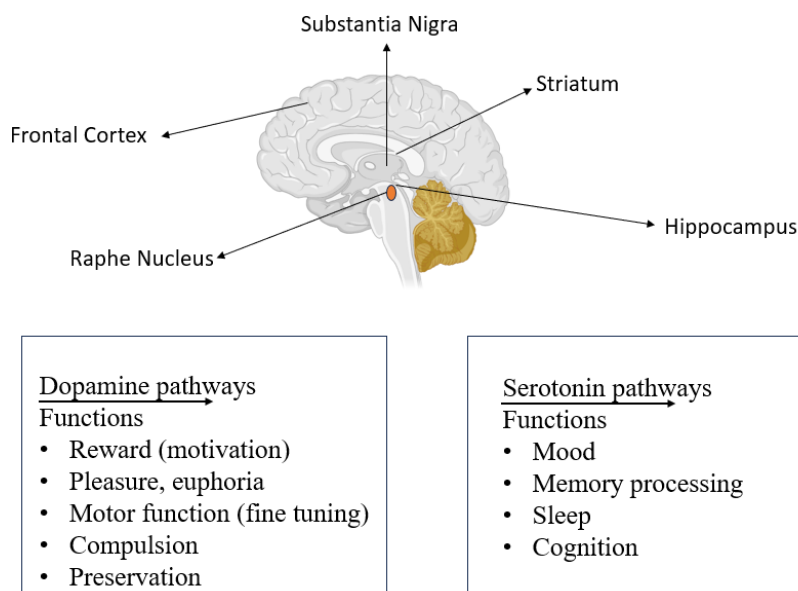 Substantia Nigra
Striatum
Frontal Cortex
Hippocampus
Raphe Nucleus
Dopamine pathways
Functions
• Reward (motivation)
• Pleasure, euphoria
• Motor function (fine tuning)
• Compulsion
• Preservation
Serotonin pathways
Functions
• Mood
• Memory processing
• Sleep
• Cognition